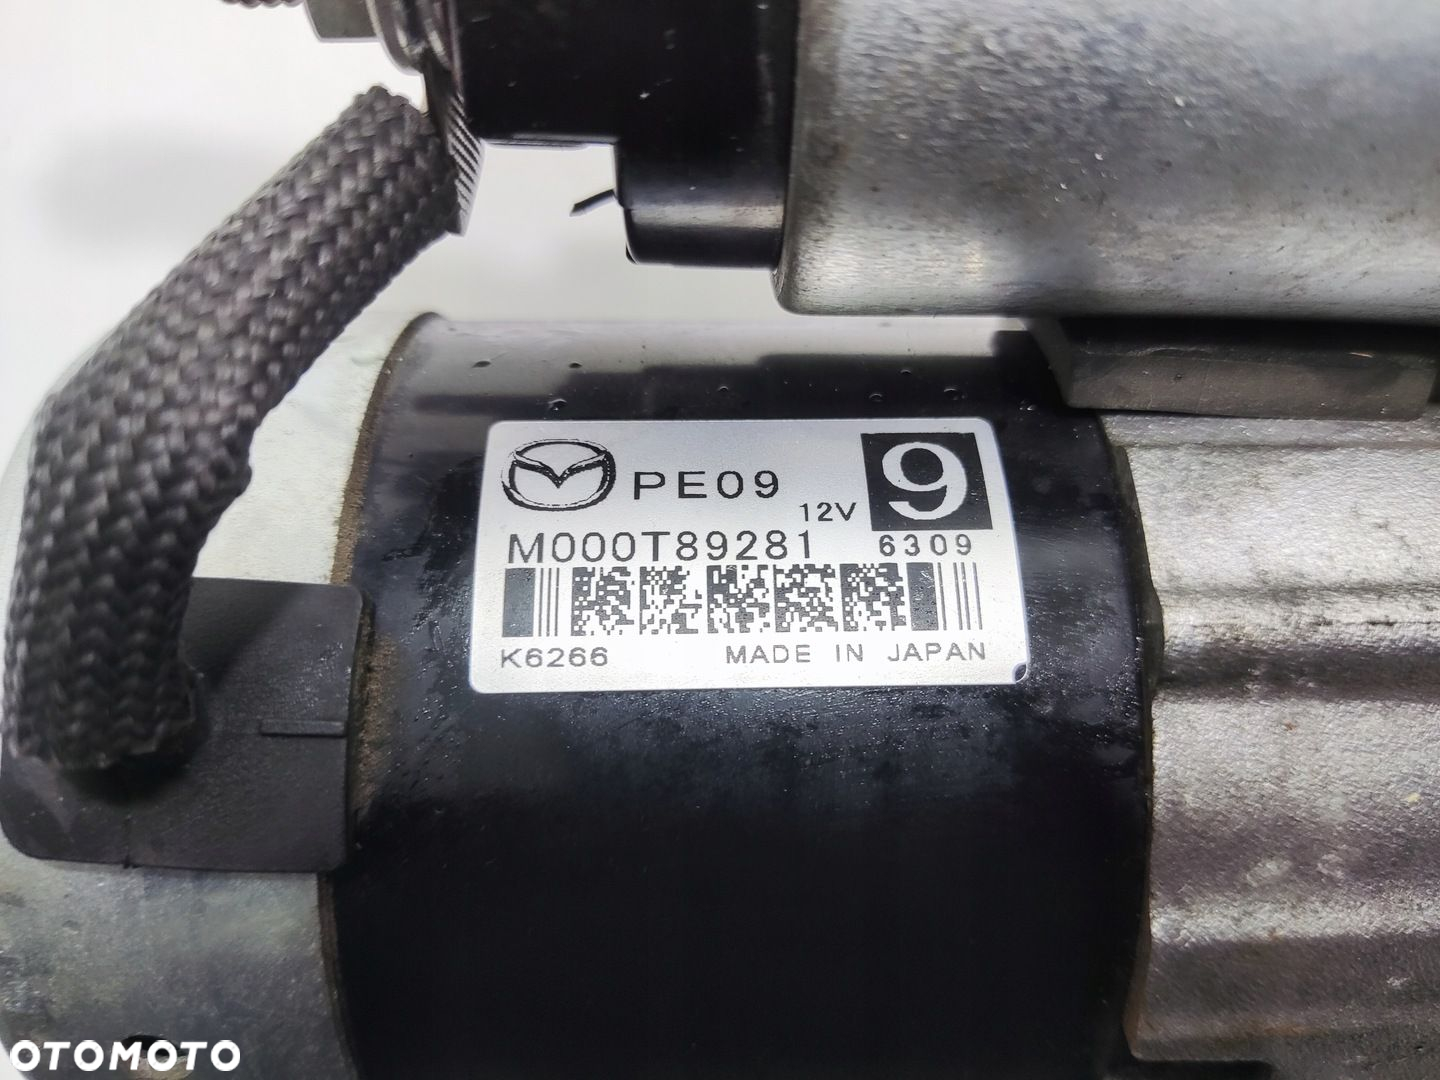 PE09
12V
9
M000T89281
6309
K6266
MADE IN JAPAN
OTOMOTO